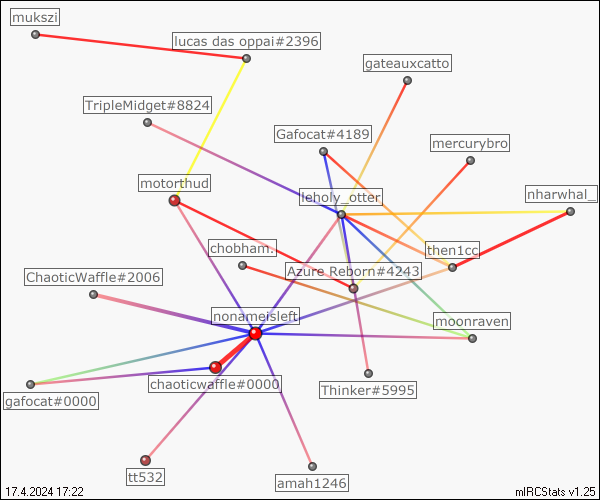 mukszi
lucas das oppai#2396
gateauxcatto
TripleMidget#8824
Gafocat#4189
mercurybro
motorthud
leholy_otter
nharwhal_
chobham.
then1cc
ChaoticWaffle#2006
Azure Reborn#4243
nonameisleft
moonraven
chaoticwaffle#0000
Thinker#5995
gafocat#0000
tt532
amah1246
17.4.2024 17:22
mIRCStats v1.25